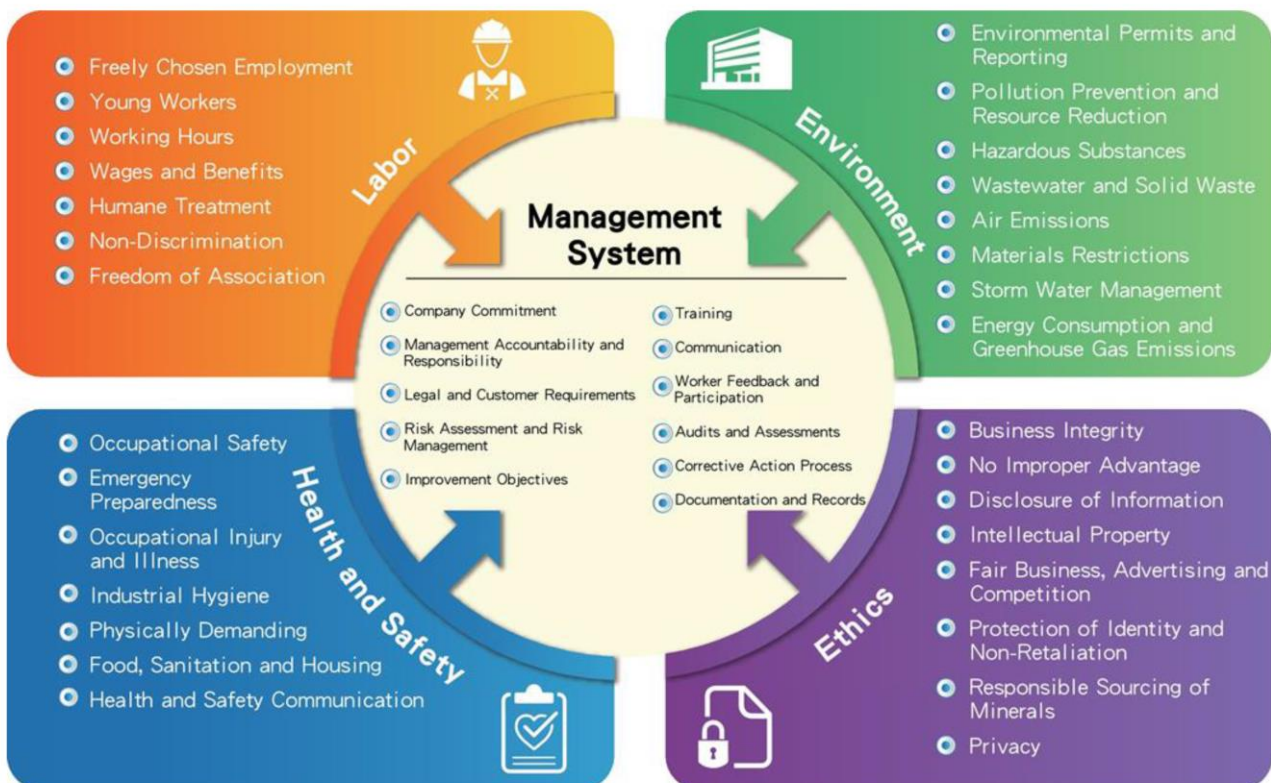 Labor
Freely Chosen Employment
Young Workers
Working Hours
Wages and Benefits
Humane Treatment
Non-Discrimination
Freedom of Association
Environment
Environmental Permits and
Reporting
Pollution Prevention and
Resource Reduction
Hazardous Substances
Wastewater and Solid Waste
Air Emissions
Materials Restrictions
Storm Water Management
Energy Consumption and
Greenhouse Gas Emissions
Management
System
Company Commitment
Management Accountability and
Responsibility
Legal and Customer Requirements
Risk Assessment and Risk
Management
Improvement Objectives
Training
Communication
Worker Feedback and
Participation
Audits and Assessments
Corrective Action Process
Documentation and Records
Health and Safety
Occupational Safety
Emergency
Preparedness
Occupational Injury
and Illness
Industrial Hygiene
Physically Demanding
Food, Sanitation and Housing
Health and Safety Communication
Ethics
Business Integrity
No Improper Advantage
Disclosure of Information
Intellectual Property
Fair Business, Advertising and
Competition
Protection of Identity and
Non-Retaliation
Responsible Sourcing of
Minerals
Privacy